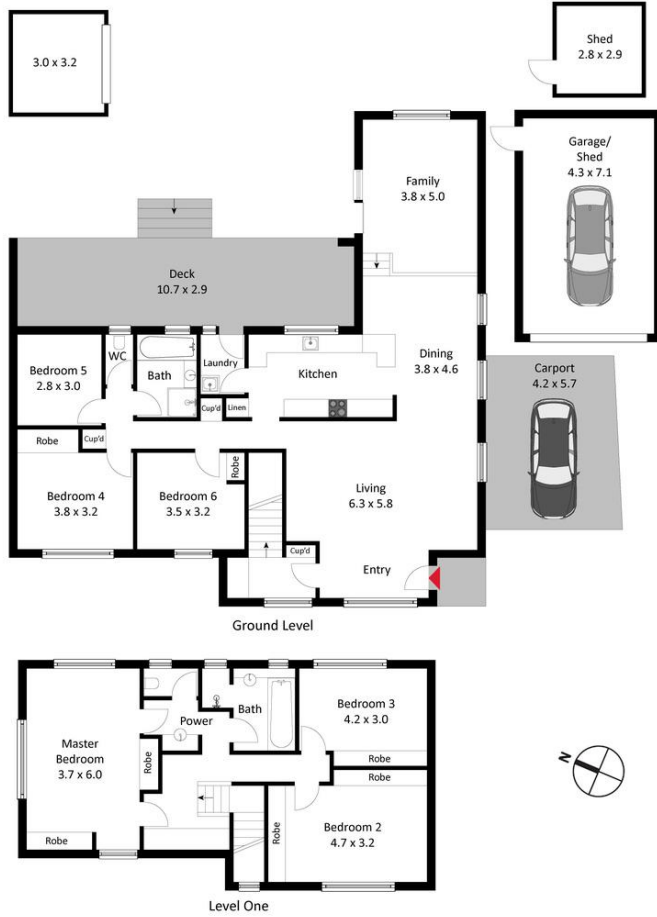 3.0 x 3.2
Shed
2.8 x 2.9
Garage/
Shed
4.3 x 7.1
Family
3.8 x 5.0
Deck
10.7 x 2.9
Bedroom 5
2.8 x 3.0
WC
Bath
Laundry
Kitchen
Dining
3.8 x 4.6
Carport
4.2 x 5.7
Robe
Cup'd
Cup'd
Linen
Bedroom 4
3.8 x 3.2
Bedroom 6
3.5 x 3.2
Robe
Living
6.3 x 5.8
Cup'd
Entry
Ground Level
Master
Bedroom
3.7 x 6.0
Robe
Robe
Power
Bath
Bedroom 3
4.2 x 3.0
Robe
Robe
Robe
Bedroom 2
4.7 x 3.2
N
Level One